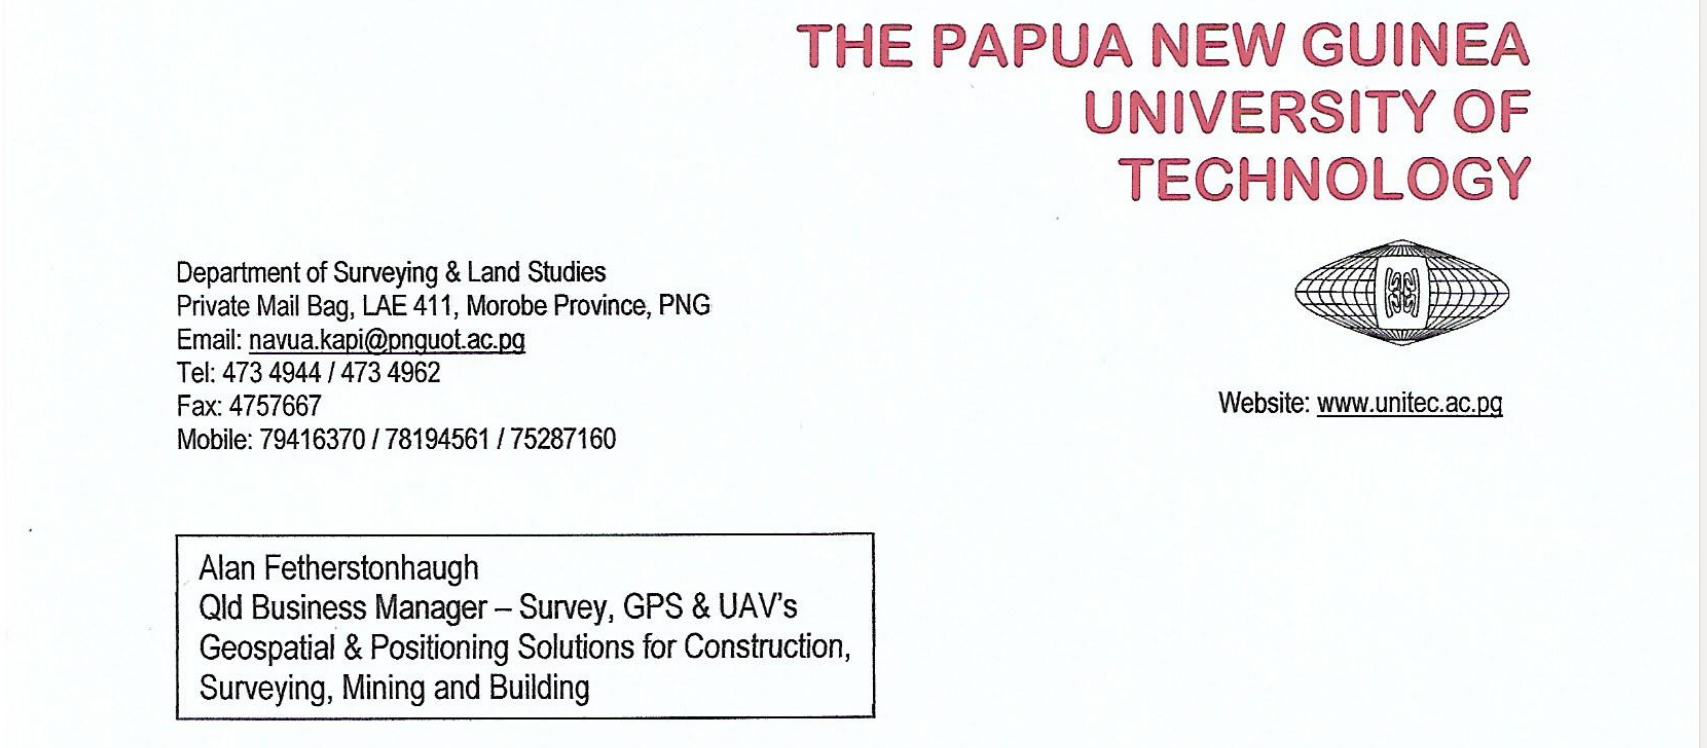 THE PAPUA NEW GUINEA
UNIVERSITY OF
TECHNOLOGY
Department of Surveying & Land Studies
Private Mail Bag, LAE 411, Morobe Province, PNG
Email: navua.kapi@pnguot.ac.pg
Tel: 473 4944 / 473 4962
Fax: 4757667
Mobile: 79416370 / 78194561 / 75287160
Website: www.unitec.ac.pg
Alan Fetherstonhaugh
Qld Business Manager – Survey, GPS & UAV's
Geospatial & Positioning Solutions for Construction,
Surveying, Mining and Building